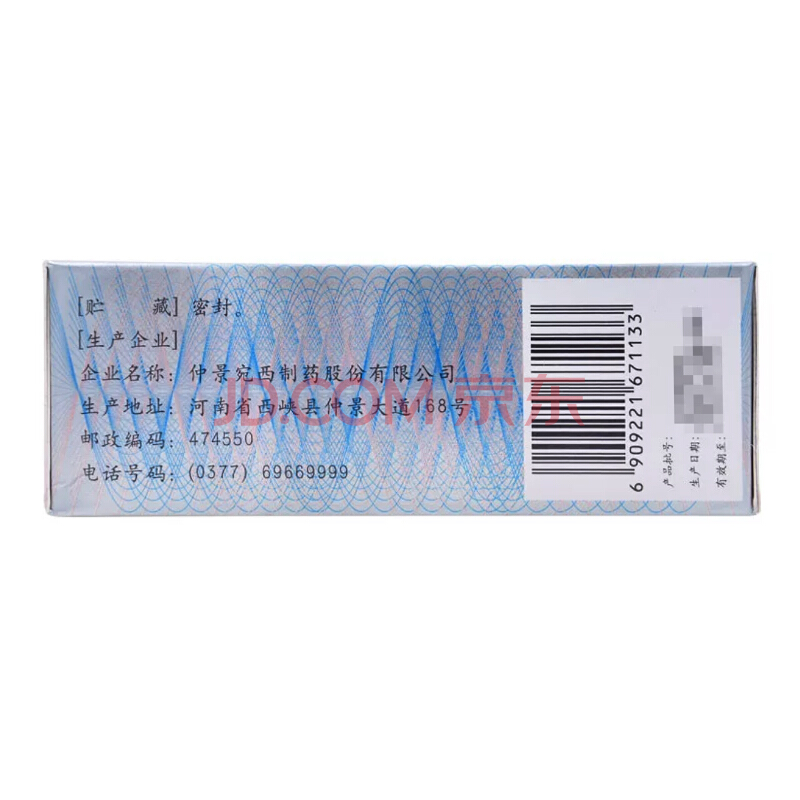 [贮 藏] 密封。
[生产企业]
企业名称：仲景宛西制药股份有限公司
生产地址：河南省西峡县仲景大道168号
邮政编码：474550
电话号码：(0377) 69669999
JD.COM 京东
6 909221 671133
产品批号：
生产日期：
有效期至：